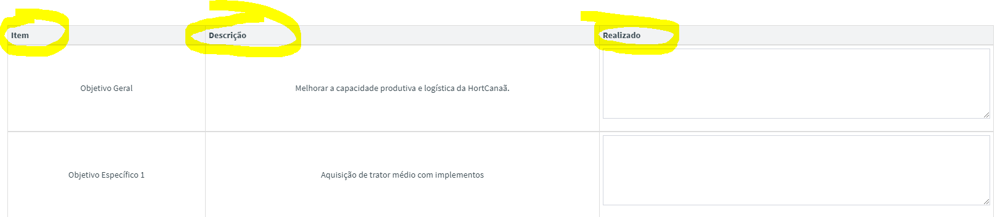 Item Descrição Realizado
Objetivo Geral Melhorar a capacidade produtiva e logística da HortCanaã.
Objetivo Específico 1 Aquisição de trator médio com implementos